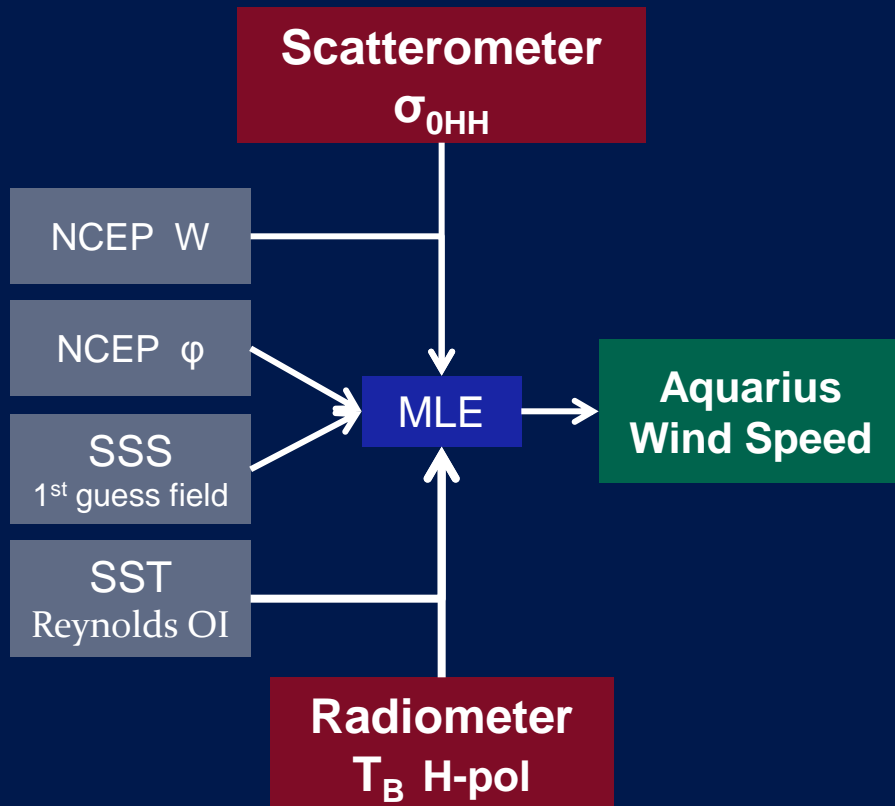 Scatterometer
σ0HH
NCEP W
NCEP φ
SSS
1st guess field
SST
Reynolds OI
MLE
Aquarius
Wind Speed
Radiometer
TB H-pol